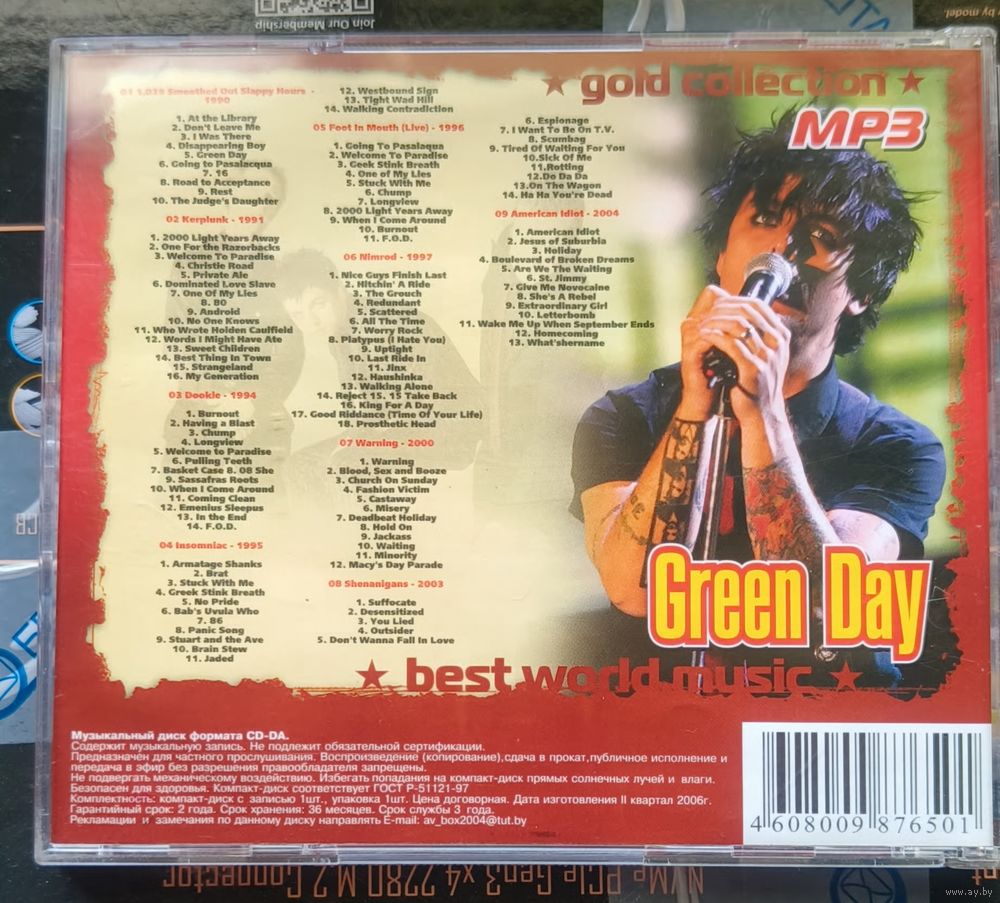 Join Our Membership
★ gold collection ★
MP3
01 1,039 Smoothed Out Slappy Hours -
1990
1. At the Library
2. Don't Leave Me
3. I Was There
4. Disappearing Boy
5. Green Day
6. Going to Pasalacqua
7. 16
8. Road to Acceptance
9. Rest
10. The Judge's Daughter
02 Kerplunk - 1991
1. 2000 Light Years Away
2. One For the Razorbacks
3. Welcome To Paradise
4. Christie Road
5. Private Ale
6. Dominated Love Slave
7. One Of My Lies
8. 80
9. Android
10. No One Knows
11. Who Wrote Holden Caulfield
12. Words I Might Have Ate
13. Sweet Children
14. Best Thing In Town
15. Strangeland
16. My Generation
03 Dookie - 1994
1. Burnout
2. Having a Blast
3. Chump
4. Longview
5. Welcome to Paradise
6. Pulling Teeth
7. Basket Case 8. 08 She
9. Sassafras Roots
10. When I Come Around
11. Coming Clean
12. Emenius Sleepus
13. In the End
14. F.O.D.
04 Insomniac - 1995
1. Armatage Shanks
2. Brat
3. Stuck With Me
4. Greek Stink Breath
5. No Pride
6. Bab's Uvula Who
7. 86
8. Panic Song
9. Stuart and the Ave
10. Brain Stew
11. Jaded
12. Westbound Sign
13. Tight Wad Hill
14. Walking Contradiction
05 Foot In Mouth (Live) - 1996
1. Going To Pasalaqua
2. Welcome To Paradise
3. Geek Stink Breath
4. One of My Lies
5. Stuck With Me
6. Chump
7. Longview
8. 2000 Light Years Away
9. When I Come Around
10. Burnout
11. F.O.D.
06 Nimrod - 1997
1. Nice Guys Finish Last
2. Hitchin' A Ride
3. The Grouch
4. Redundant
5. Scattered
6. All The Time
7. Worry Rock
8. Platypus (I Hate You)
9. Uptight
10. Last Ride In
11. Jinx
12. Haushinka
13. Walking Alone
14. Reject 15. 15 Take Back
16. King For A Day
17. Good Riddance (Time Of Your Life)
18. Prosthetic Head
07 Warning - 2000
1. Warning
2. Blood, Sex and Booze
3. Church On Sunday
4. Fashion Victim
5. Castaway
6. Misery
7. Deadbeat Holiday
8. Hold On
9. Jackass
10. Waiting
11. Minority
12. Macy's Day Parade
08 Shenanigans - 2003
1. Suffocate
2. Desensitized
3. You Lied
4. Outsider
5. Don't Wanna Fall In Love
6. Espionage
7. I Want To Be On T.V.
8. Scumbag
9. Tired Of Waiting For You
10.Sick Of Me
11.Rotting
12.Do Da Da
13.On The Wagon
14. Ha Ha You're Dead
09 American Idiot - 2004
1. American Idiot
2. Jesus of Suburbia
3. Holiday
4. Boulevard of Broken Dreams
5. Are We The Waiting
6. St. Jimmy
7. Give Me Novocaine
8. She's A Rebel
9. Extraordinary Girl
10. Letterbomb
11. Wake Me Up When September Ends
12. Homecoming
13. What'shername
Green Day
★ best world music ★
Музыкальный диск формата CD-DA.
Содержит музыкальную запись. Не подлежит обязательной сертификации.
Предназначен для частного прослушивания. Воспроизведение (копирование),сдача в прокат,публичное исполнение и
передача в эфир без разрешения правообладателя запрещены.
Не подвергать механическому воздействию. Избегать попадания на компакт-диск прямых солнечных лучей и влаги.
Безопасен для здоровья. Компакт-диск соответствует ГОСТ Р-51121-97
Комплектность: компакт-диск с записью 1шт., упаковка 1шт. Цена договорная. Дата изготовления II квартал 2006г.
Гарантийный срок: 2 года. Срок хранения: 36 месяцев. Срок службы 3 года.
Рекламации и замечания по данному диску направлять E-mail: av_box2004@tut.by
4 608009 876501
NVMe PCIe Gen3 x4 2280 M.2 Connector
www.ay.by